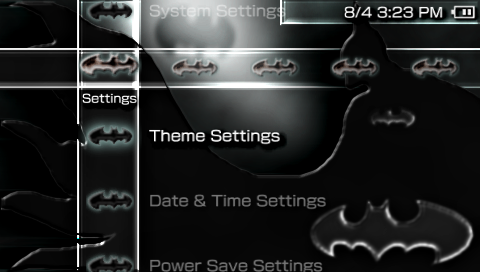 System Settings
8/4 3:23 PM
Settings
Theme Settings
Date & Time Settings
Power Save Settings